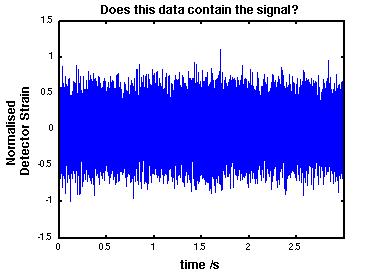 Does this data contain the signal?
1.5
1
0.5
0
-0.5
-1
-1.5
Normalised
Detector Strain
0 0.5 1 1.5 2 2.5
time /s